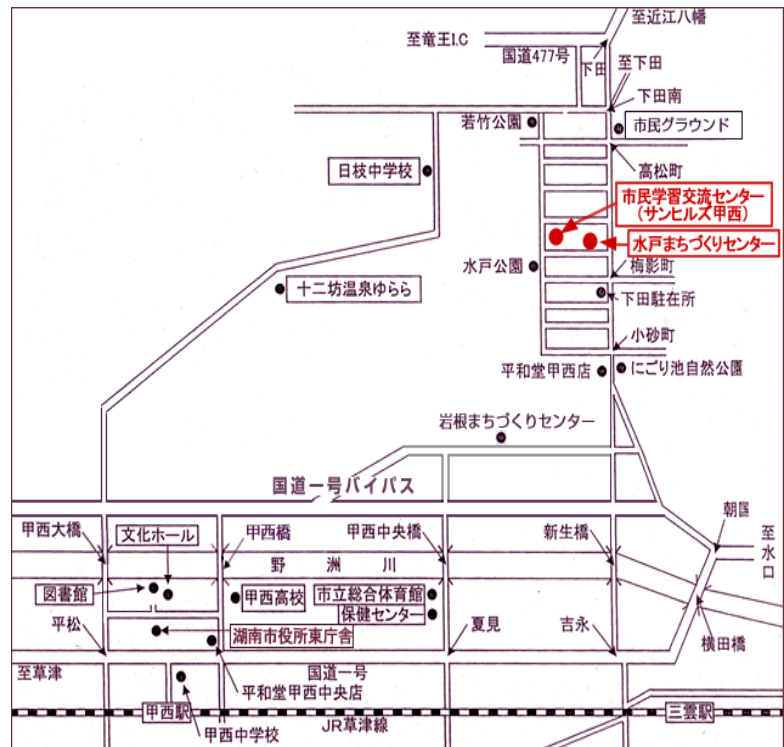 至近江八幡
至竜王I.C
国道477号
下田
至下田
下田南
若竹公園
市民グラウンド
高松町
日枝中学校
市民学習交流センター
(サンヒルズ甲西)
水戸まちづくりセンター
水戸公園
梅影町
十二坊温泉ゆらら
下田駐在所
小砂町
平和堂甲西店
にごり池自然公園
岩根まちづくりセンター
国道一号バイパス
甲西大橋
文化ホール
甲西橋
甲西中央橋
新生橋
朝国
至水口
野洲川
図書館
甲西高校
市立総合体育館
保健センター
平松
湖南市役所東庁舎
夏見
吉永
横田橋
至草津
国道一号
平和堂甲西中央店
甲西駅
三雲駅
甲西中学校
JR草津線